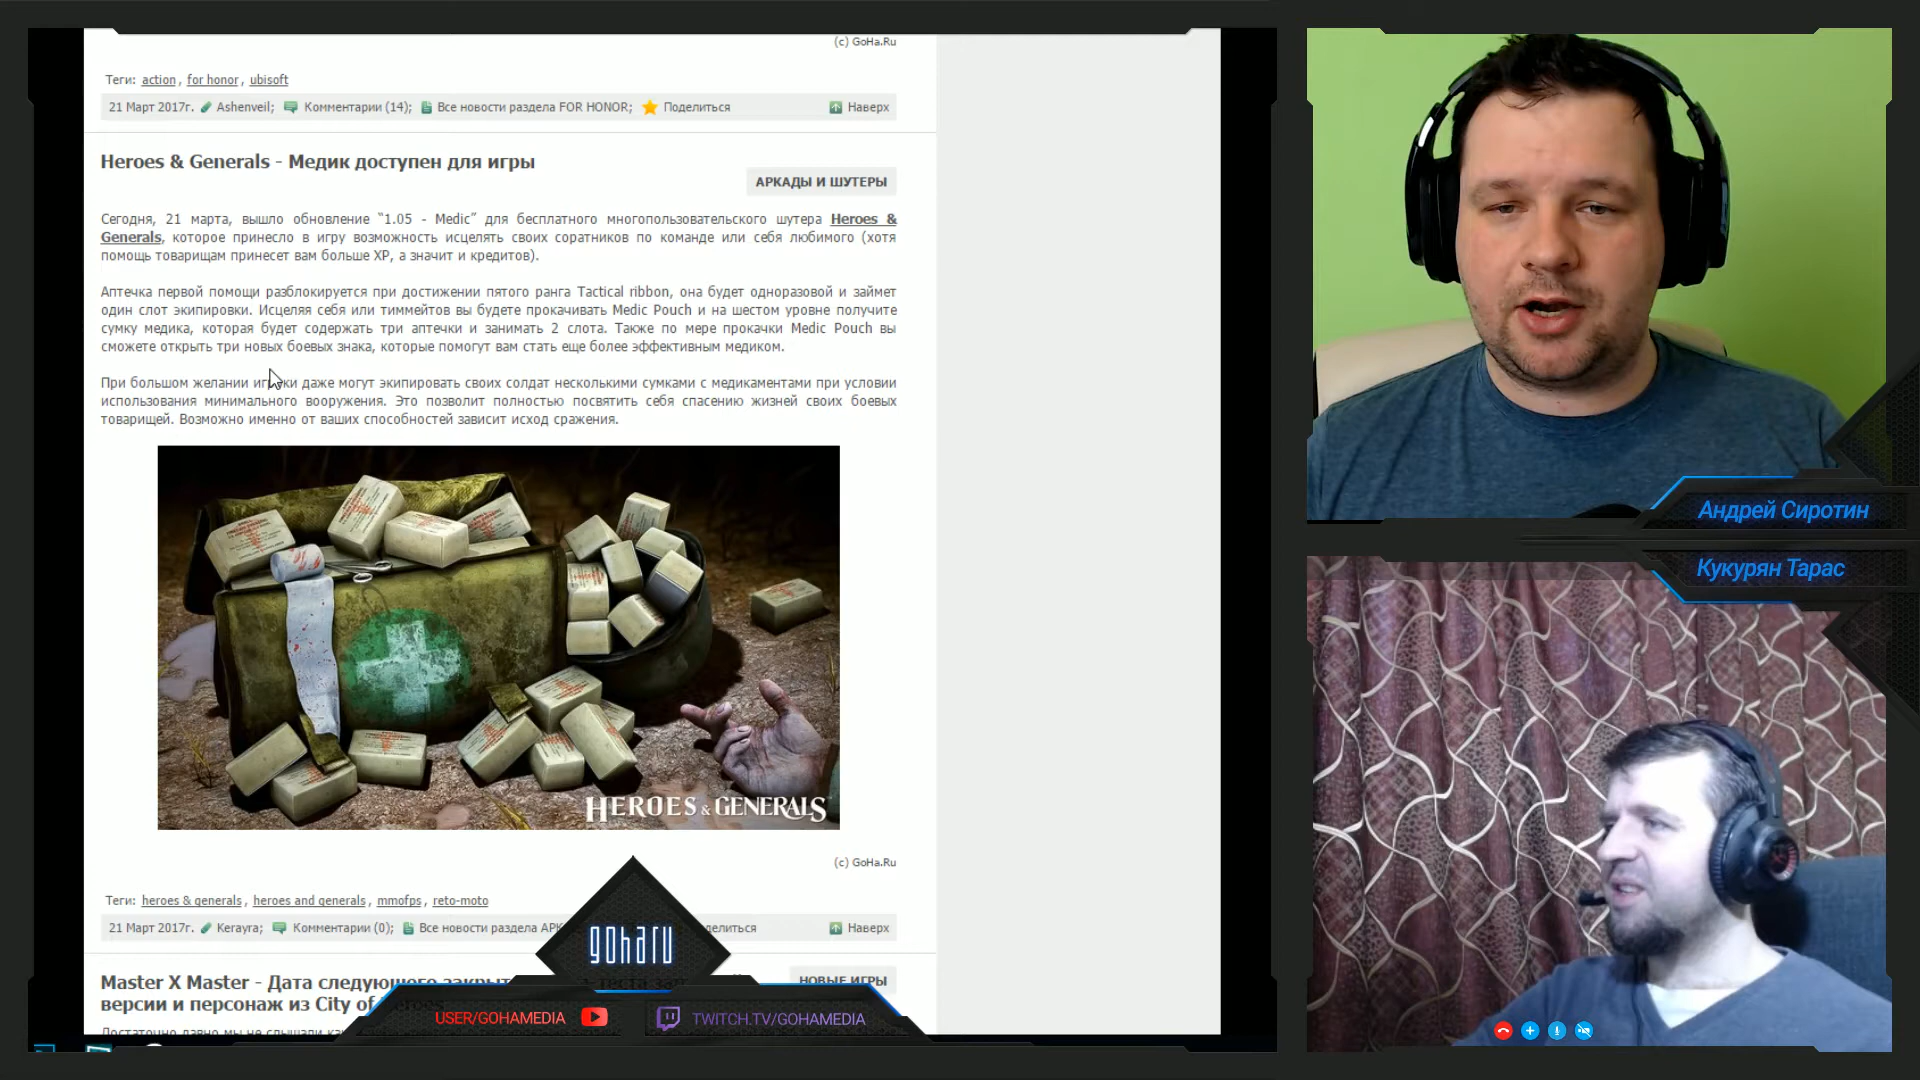 (c) GoHa.Ru
Теги: action, for honor, ubisoft
21 Март 2017г. Ashenveil; Комментарии (14); Все новости раздела FOR HONOR; Поделиться Наверх
Heroes & Generals - Медик доступен для игры
АРКАДЫ И ШУТЕРЫ
Сегодня, 21 марта, вышло обновление "1.05 - Medic" для бесплатного многопользовательского шутера Heroes &
Generals, которое принесло в игру возможность исцелять своих соратников по команде или себя любимого (хотя
помощь товарищам принесет вам больше XP, а значит и кредитов).
Аптечка первой помощи разблокируется при достижении пятого ранга Tactical ribbon, она будет одноразовой и займет
один слот экипировки. Исцеляя себя или тиммейтов вы будете прокачивать Medic Pouch и на шестом уровне получите
сумку медика, которая будет содержать три аптечки и занимать 2 слота. Также по мере прокачки Medic Pouch вы
сможете открыть три новых боевых знака, которые помогут вам стать еще более эффективным медиком.
При большом желании игроки даже могут экипировать своих солдат несколькими сумками с медикаментами при условии
использования минимального вооружения. Это позволит полностью посвятить себя спасению жизней своих боевых
товарищей. Возможно именно от ваших способностей зависит исход сражения.
HEROES & GENERALS
(c) GoHa.Ru
Теги: heroes & generals, heroes and generals, mmofps, reto-moto
21 Март 2017г. Kerayra; Комментарии (0); Все новости раздела АРК делиться Наверх
Master X Master - Дата следующего закрыт
НОВЫЕ ИГРЫ
версии и персонаж из City of
Достаточно давно мы не слышали
goharu
USER/GOHAMEDIA
TWITCH.TV/GOHAMEDIA
Андрей Сиротин
Кукурян Тарас